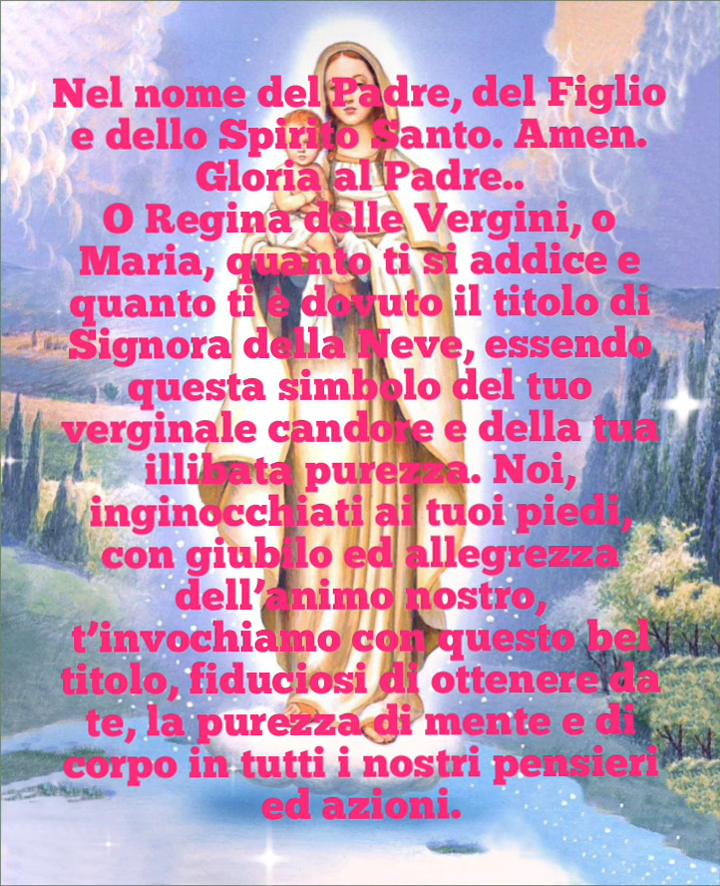 Nel nome del Padre, del Figlio
e dello Spirito Santo. Amen.
Gloria al Padre..
O Regina delle Vergini, o
Maria, quanto ti si addice e
quanto ti è dovuto il titolo di
Signora della Neve, essendo
questa simbolo del tuo
verginale candore e della tua
illibata purezza. Noi,
inginocchiati ai tuoi piedi,
con giubilo ed allegrezza
dell’animo nostro,
t’invochiamo con questo bel
titolo, fiduciosi di ottenere da
te, la purezza di mente e di
corpo in tutti i nostri pensieri
ed azioni.